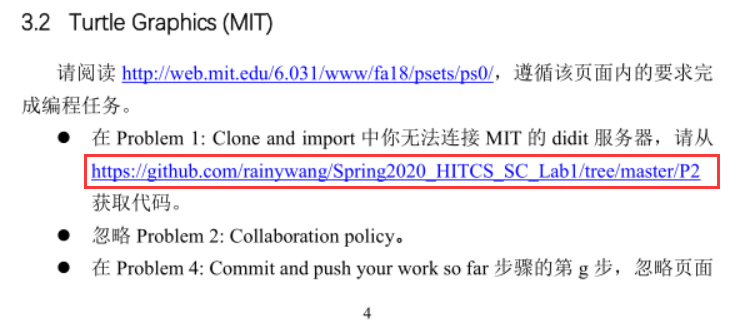 3.2 Turtle Graphics (MIT)
请阅读 http://web.mit.edu/6.031/www/fa18/psets/ps0/，遵循该页面内的要求完
成编程任务。
● 在 Problem 1: Clone and import 中你无法连接 MIT 的 didit 服务器，请从
https://github.com/rainywang/Spring2020_HITCS_SC_Lab1/tree/master/P2
获取代码。
● 忽略 Problem 2: Collaboration policy。
● 在 Problem 4: Commit and push your work so far 步骤的第 g 步，忽略页面
4